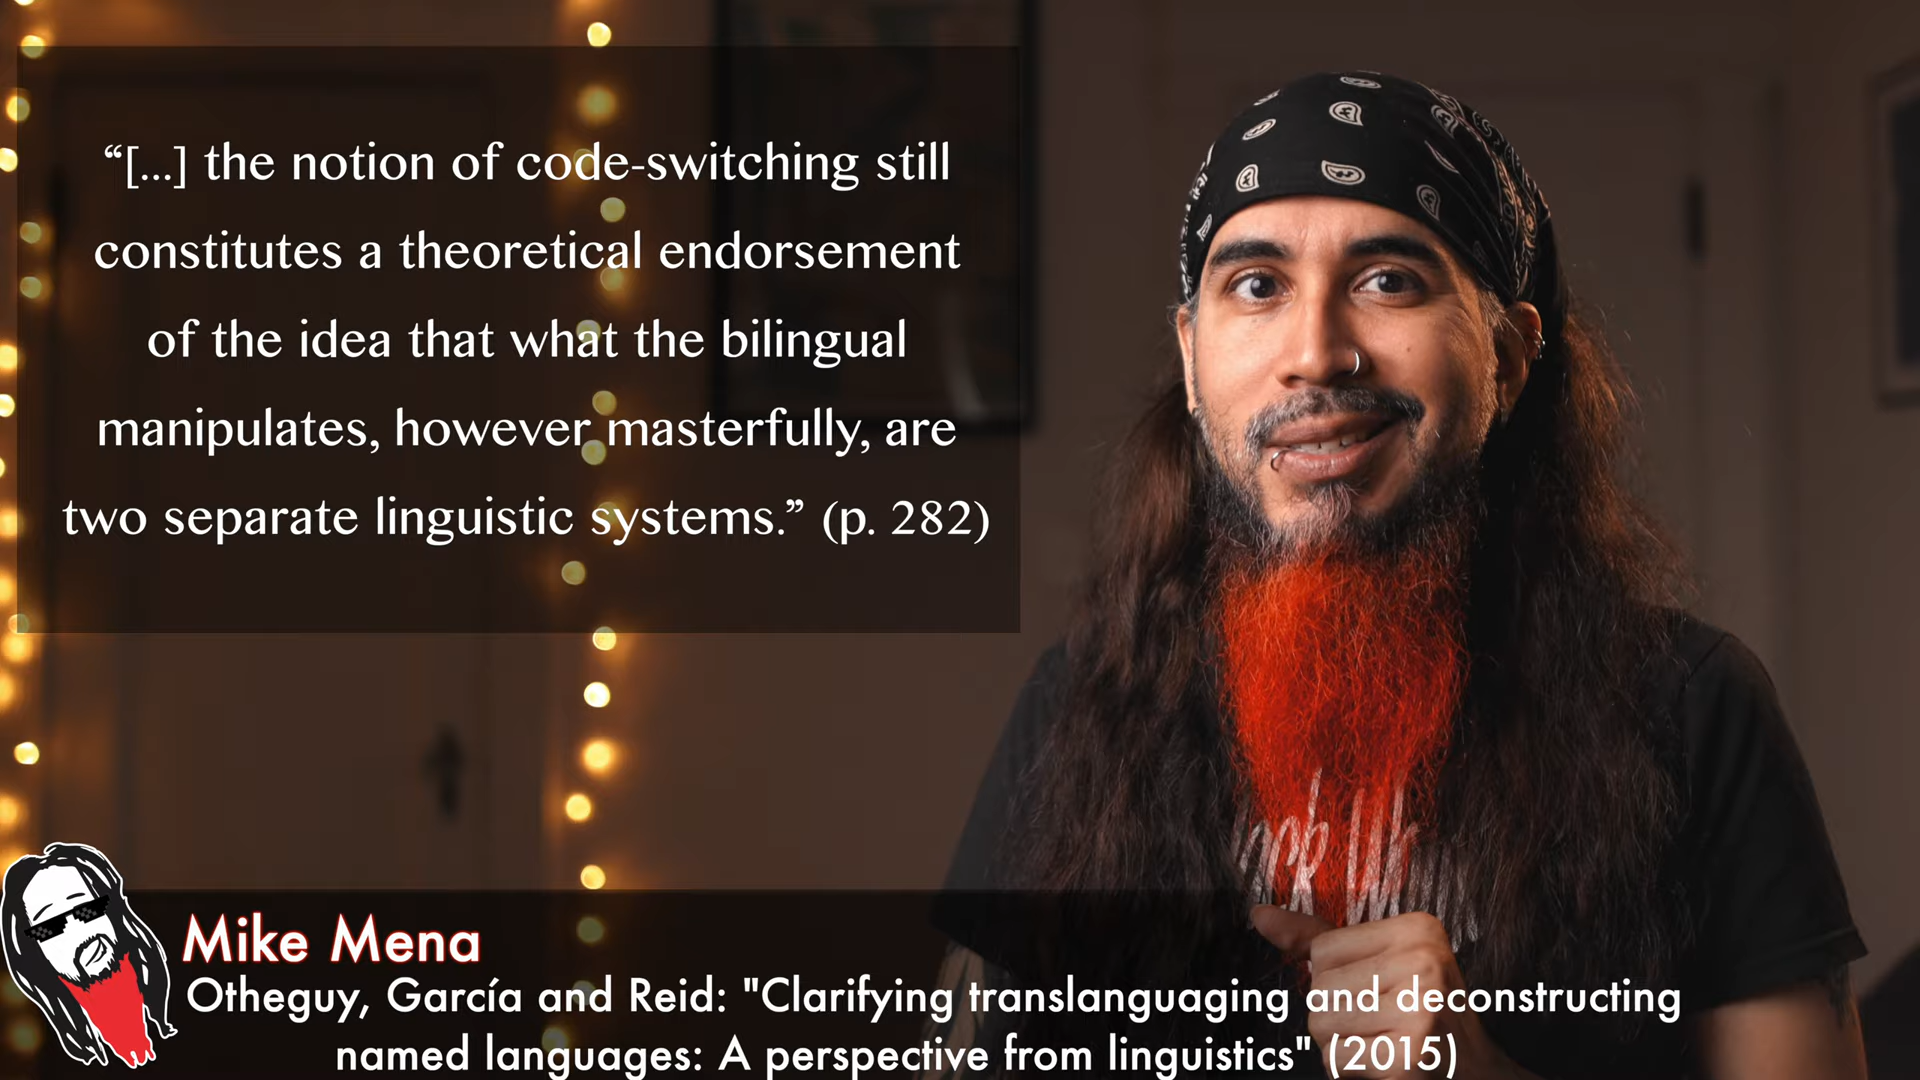 “[...] the notion of code-switching still
constitutes a theoretical endorsement
of the idea that what the bilingual
manipulates, however masterfully, are
two separate linguistic systems.” (p. 282)
Mike Mena
Otheguy, García and Reid: "Clarifying translanguaging and deconstructing
named languages: A perspective from linguistics" (2015)